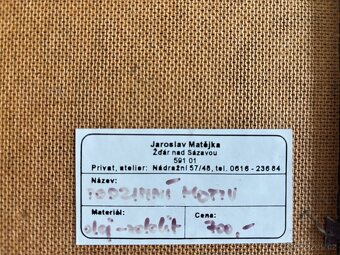 Jaroslav Matějka
Žďár nad Sázavou
591 01
Privat, atelier: Nádražní 57/48, tel. 0616 - 236 84
Název:
PODZIMNÍ MOTIV
Materiál: Cena:
olej - sololit 700,-